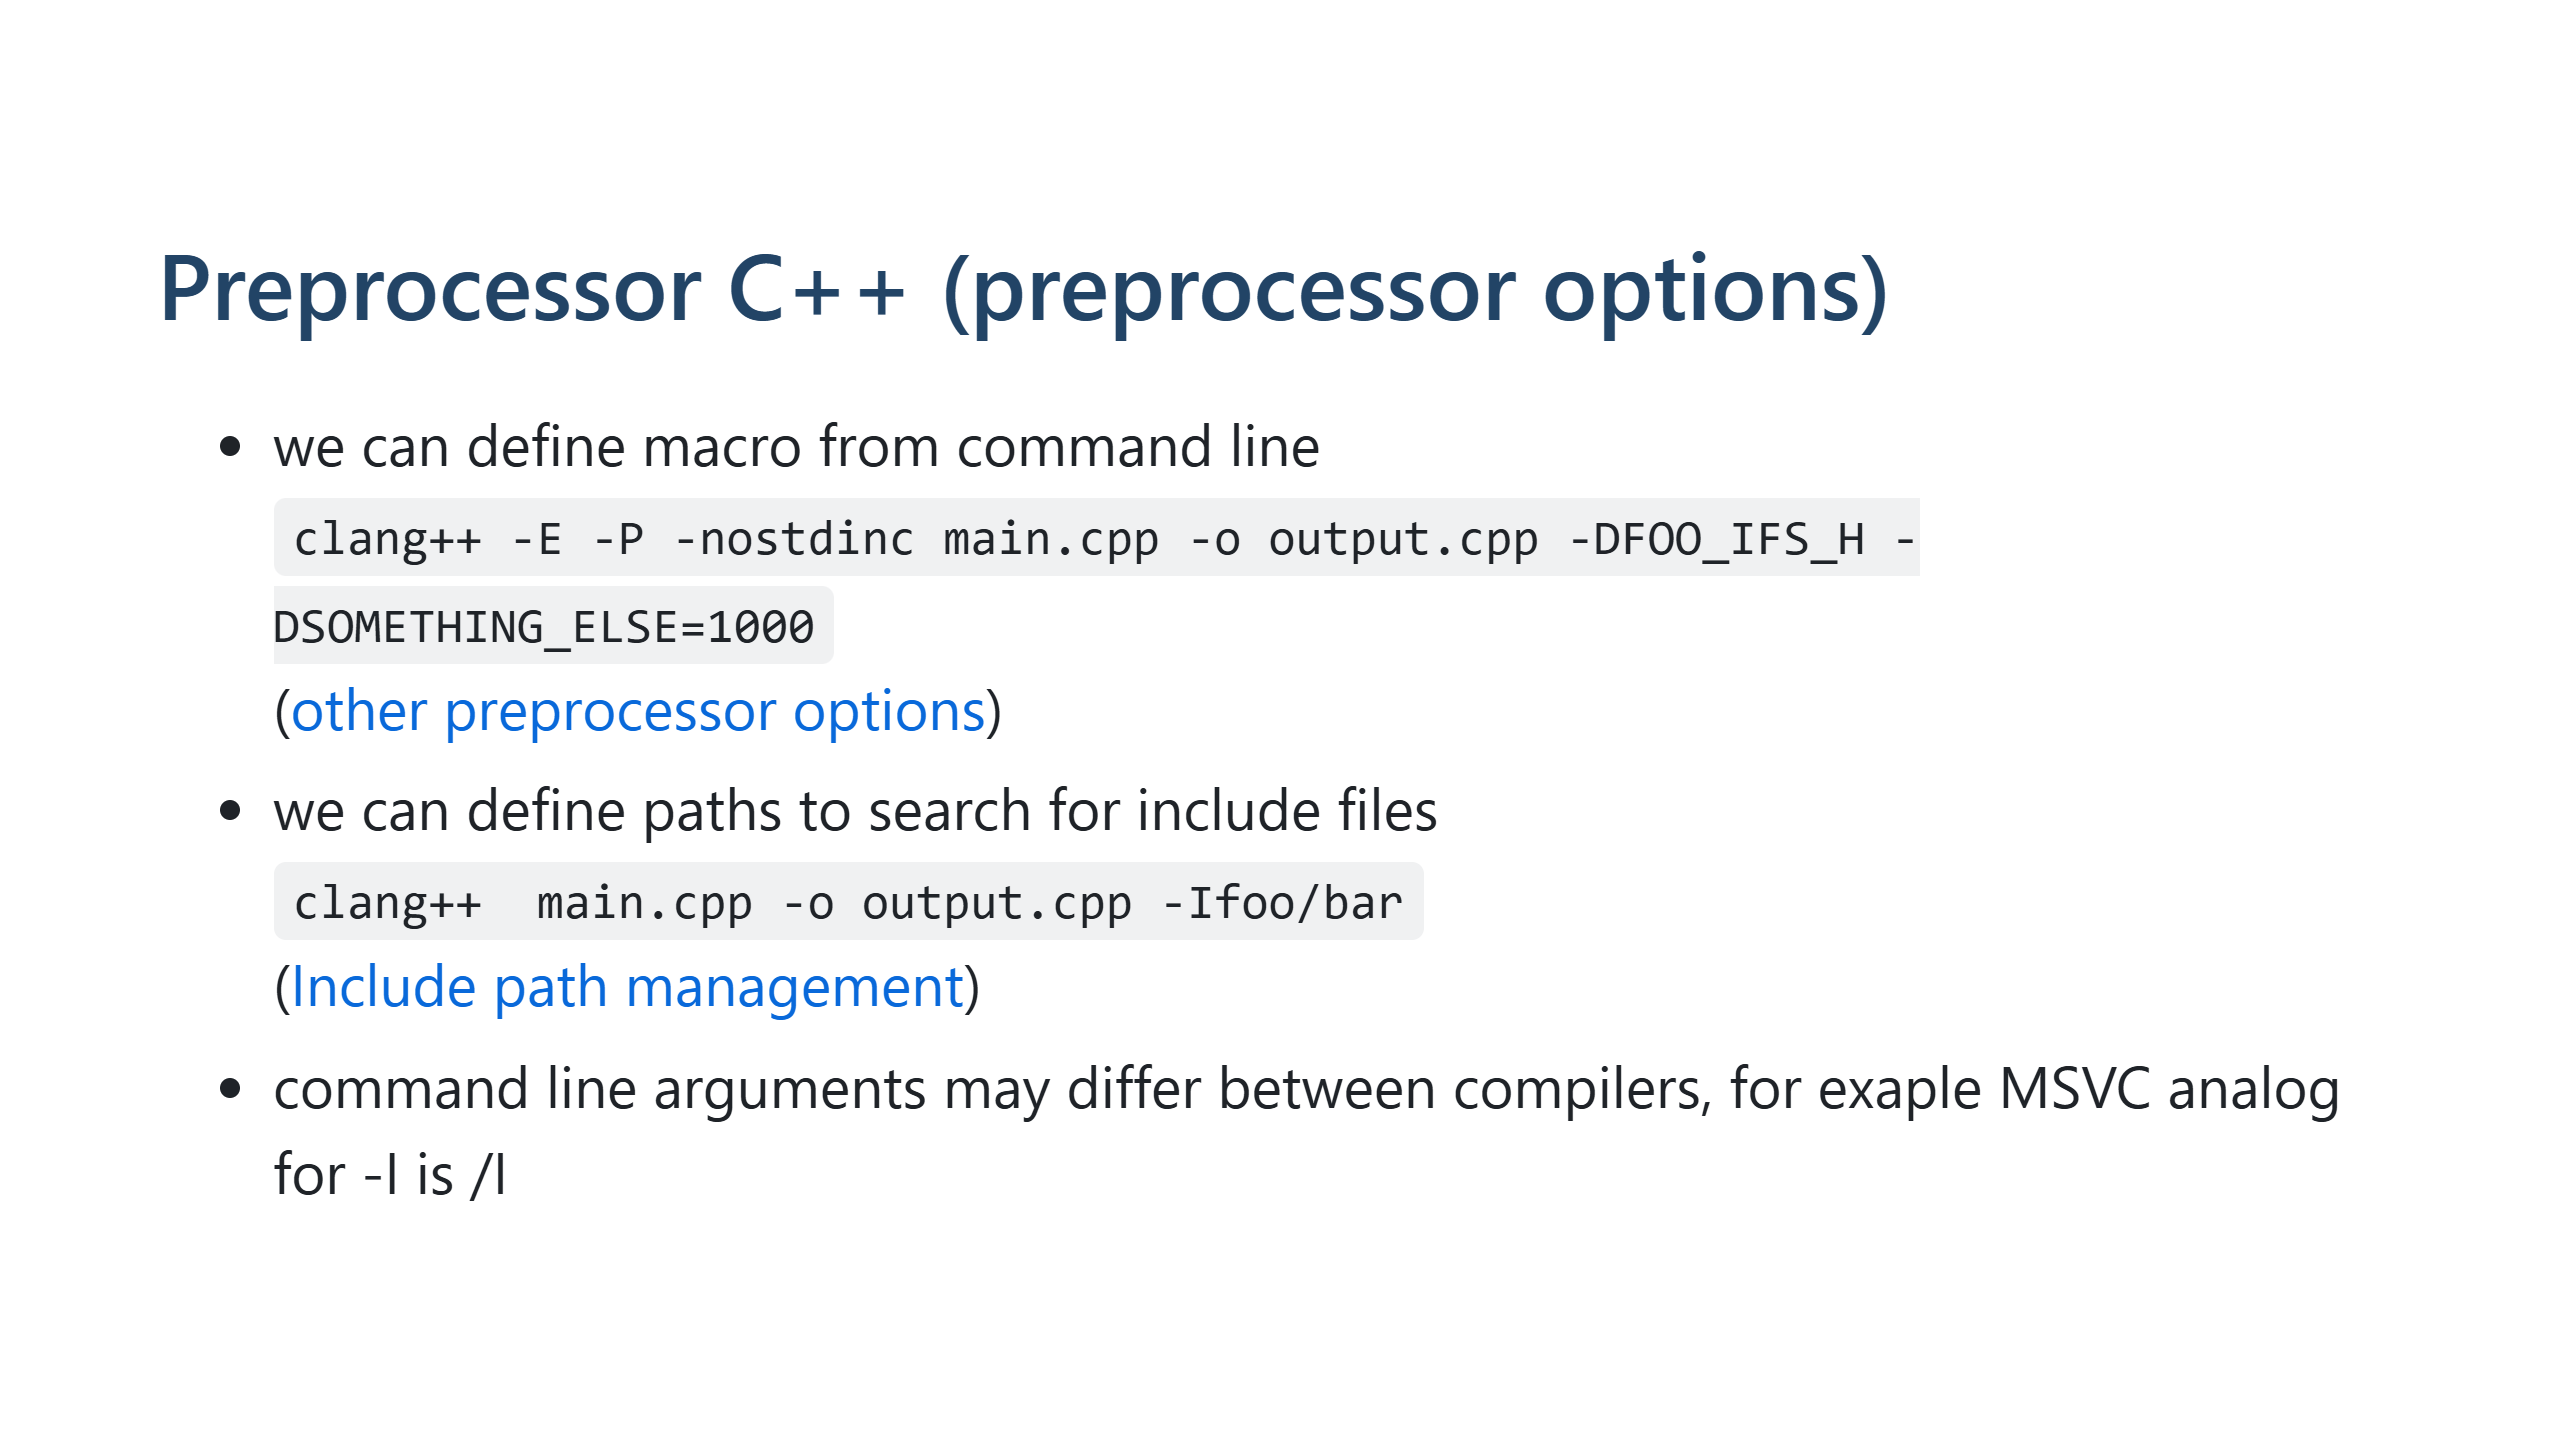 Preprocessor C++ (preprocessor options)
• we can define macro from command line
clang++ -E -P -nostdinc main.cpp -o output.cpp -DFOO_IFS_H -
DSOMETHING_ELSE=1000
(other preprocessor options)
• we can define paths to search for include files
clang++  main.cpp -o output.cpp -Ifoo/bar
(Include path management)
• command line arguments may differ between compilers, for exaple MSVC analog
for -I is /I